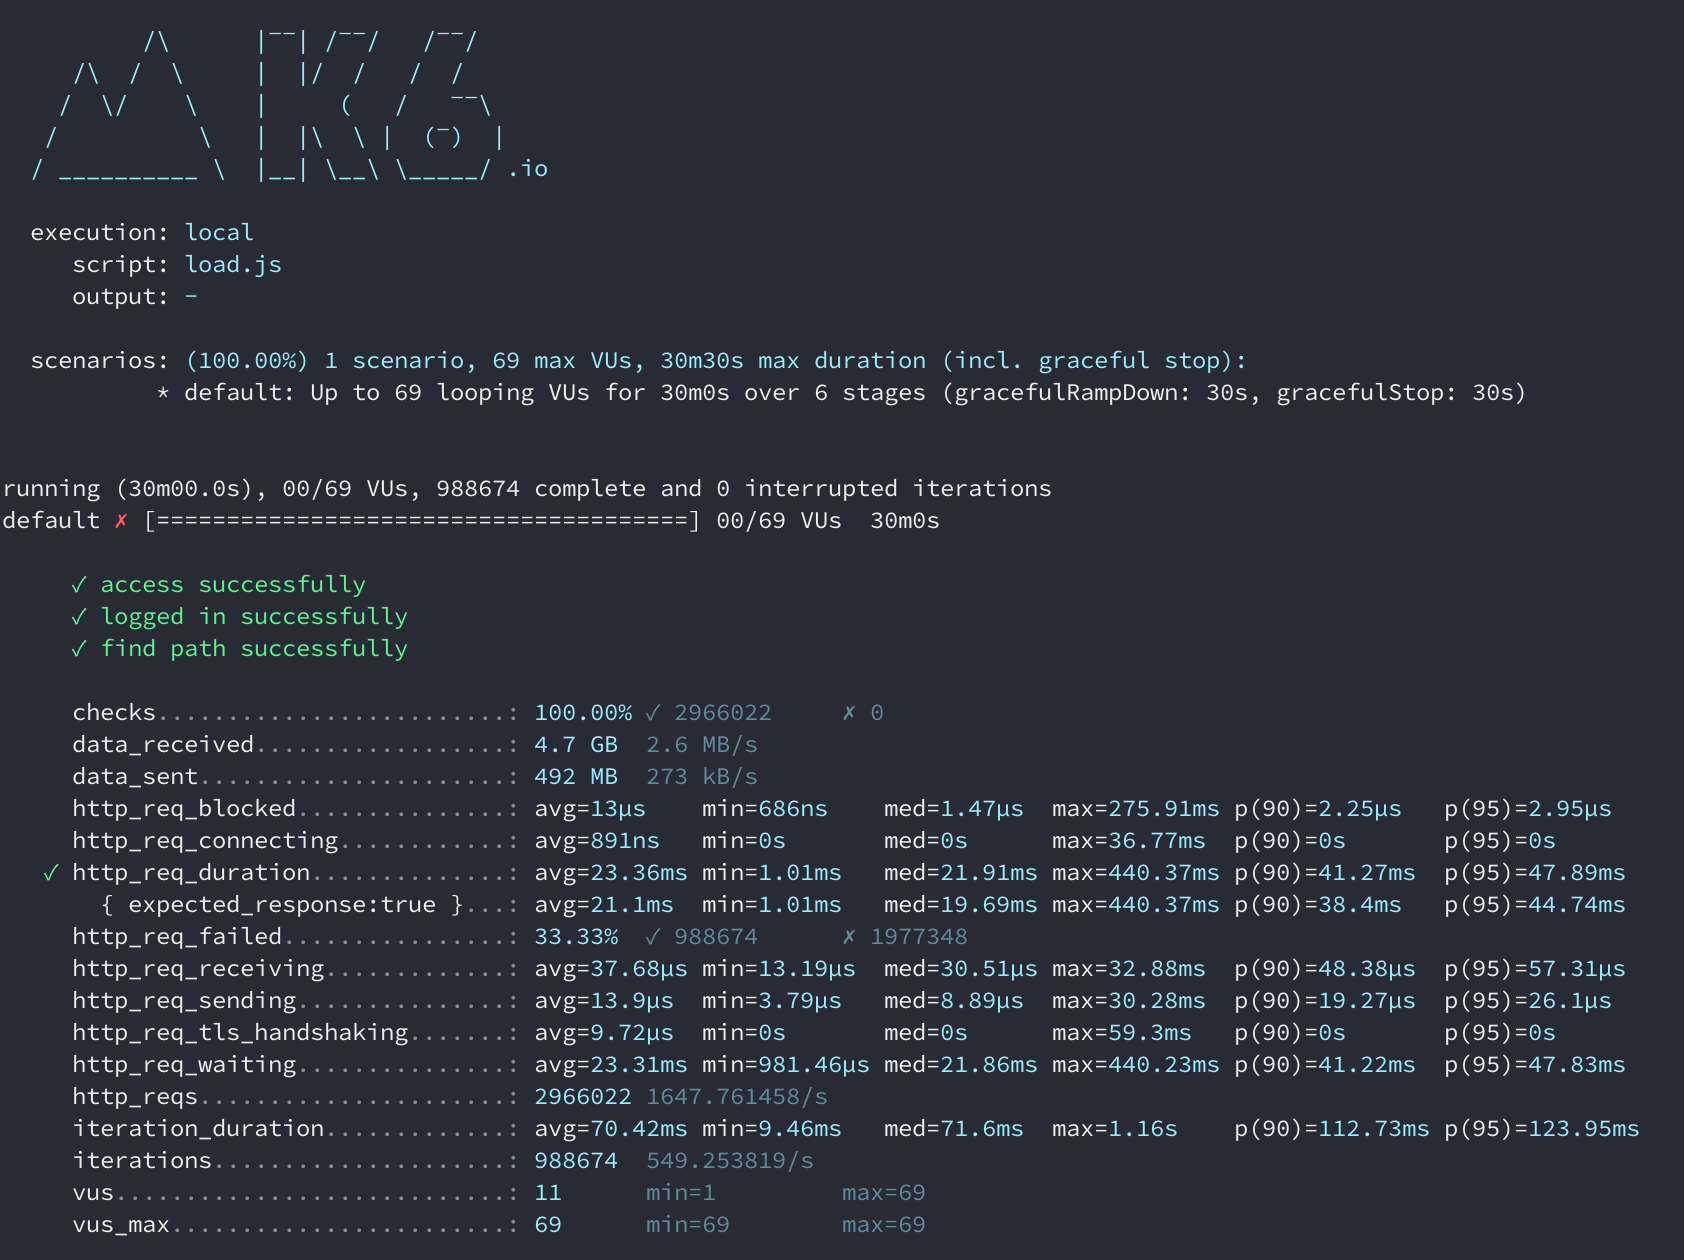 /\      |‾‾| /‾‾/   /‾‾/
     /\  /  \     |  |/  /   /  /
    /  \/    \    |     (   /   ‾‾\
   /          \   |  |\  \ |  (‾)  |
  / __________ \  |__| \__\ \_____/ .io
  execution: local
     script: load.js
     output: -
  scenarios: (100.00%) 1 scenario, 69 max VUs, 30m30s max duration (incl. graceful stop):
           * default: Up to 69 looping VUs for 30m0s over 6 stages (gracefulRampDown: 30s, gracefulStop: 30s)
running (30m00.0s), 00/69 VUs, 988674 complete and 0 interrupted iterations
default ✗ [======================================] 00/69 VUs  30m0s
     ✓ access successfully
     ✓ logged in successfully
     ✓ find path successfully
     checks.........................: 100.00% ✓ 2966022     ✗ 0
     data_received..................: 4.7 GB  2.6 MB/s
     data_sent......................: 492 MB  273 kB/s
     http_req_blocked...............: avg=13µs    min=686ns    med=1.47µs  max=275.91ms p(90)=2.25µs   p(95)=2.95µs
     http_req_connecting............: avg=891ns   min=0s       med=0s      max=36.77ms  p(90)=0s       p(95)=0s
   ✓ http_req_duration..............: avg=23.36ms min=1.01ms   med=21.91ms max=440.37ms p(90)=41.27ms  p(95)=47.89ms
       { expected_response:true }...: avg=21.1ms  min=1.01ms   med=19.69ms max=440.37ms p(90)=38.4ms   p(95)=44.74ms
     http_req_failed................: 33.33%  ✓ 988674      ✗ 1977348
     http_req_receiving.............: avg=37.68µs min=13.19µs  med=30.51µs max=32.88ms  p(90)=48.38µs  p(95)=57.31µs
     http_req_sending...............: avg=13.9µs  min=3.79µs   med=8.89µs  max=30.28ms  p(90)=19.27µs  p(95)=26.1µs
     http_req_tls_handshaking.......: avg=9.72µs  min=0s       med=0s      max=59.3ms   p(90)=0s       p(95)=0s
     http_req_waiting...............: avg=23.31ms min=981.46µs med=21.86ms max=440.23ms p(90)=41.22ms  p(95)=47.83ms
     http_reqs......................: 2966022 1647.761458/s
     iteration_duration.............: avg=70.42ms min=9.46ms   med=71.6ms  max=1.16s    p(90)=112.73ms p(95)=123.95ms
     iterations.....................: 988674  549.253819/s
     vus............................: 11      min=1         max=69
     vus_max........................: 69      min=69        max=69